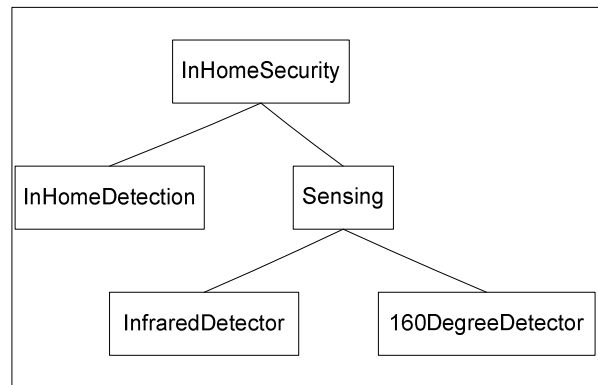 InHomeSecurity
InHomeDetection
Sensing
InfraredDetector
160DegreeDetector